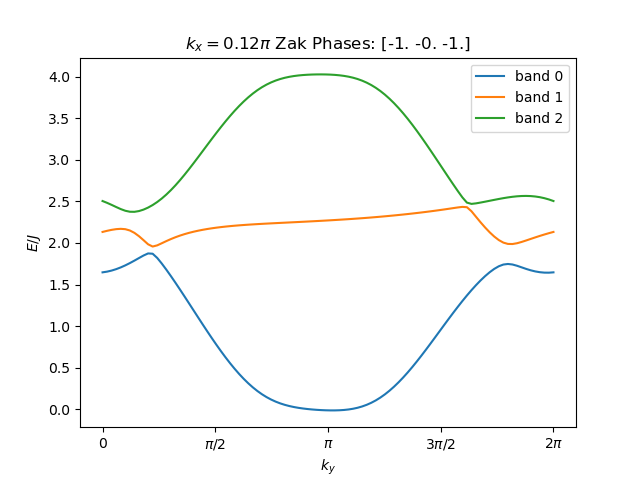 $k_x = 0.12\pi$ Zak Phases: [-1. -0. -1.]
band 0
band 1
band 2
4.0
3.5
3.0
2.5
2.0
1.5
1.0
0.5
0.0
E/J
0 π/2 π 3π/2 2π
$k_y$